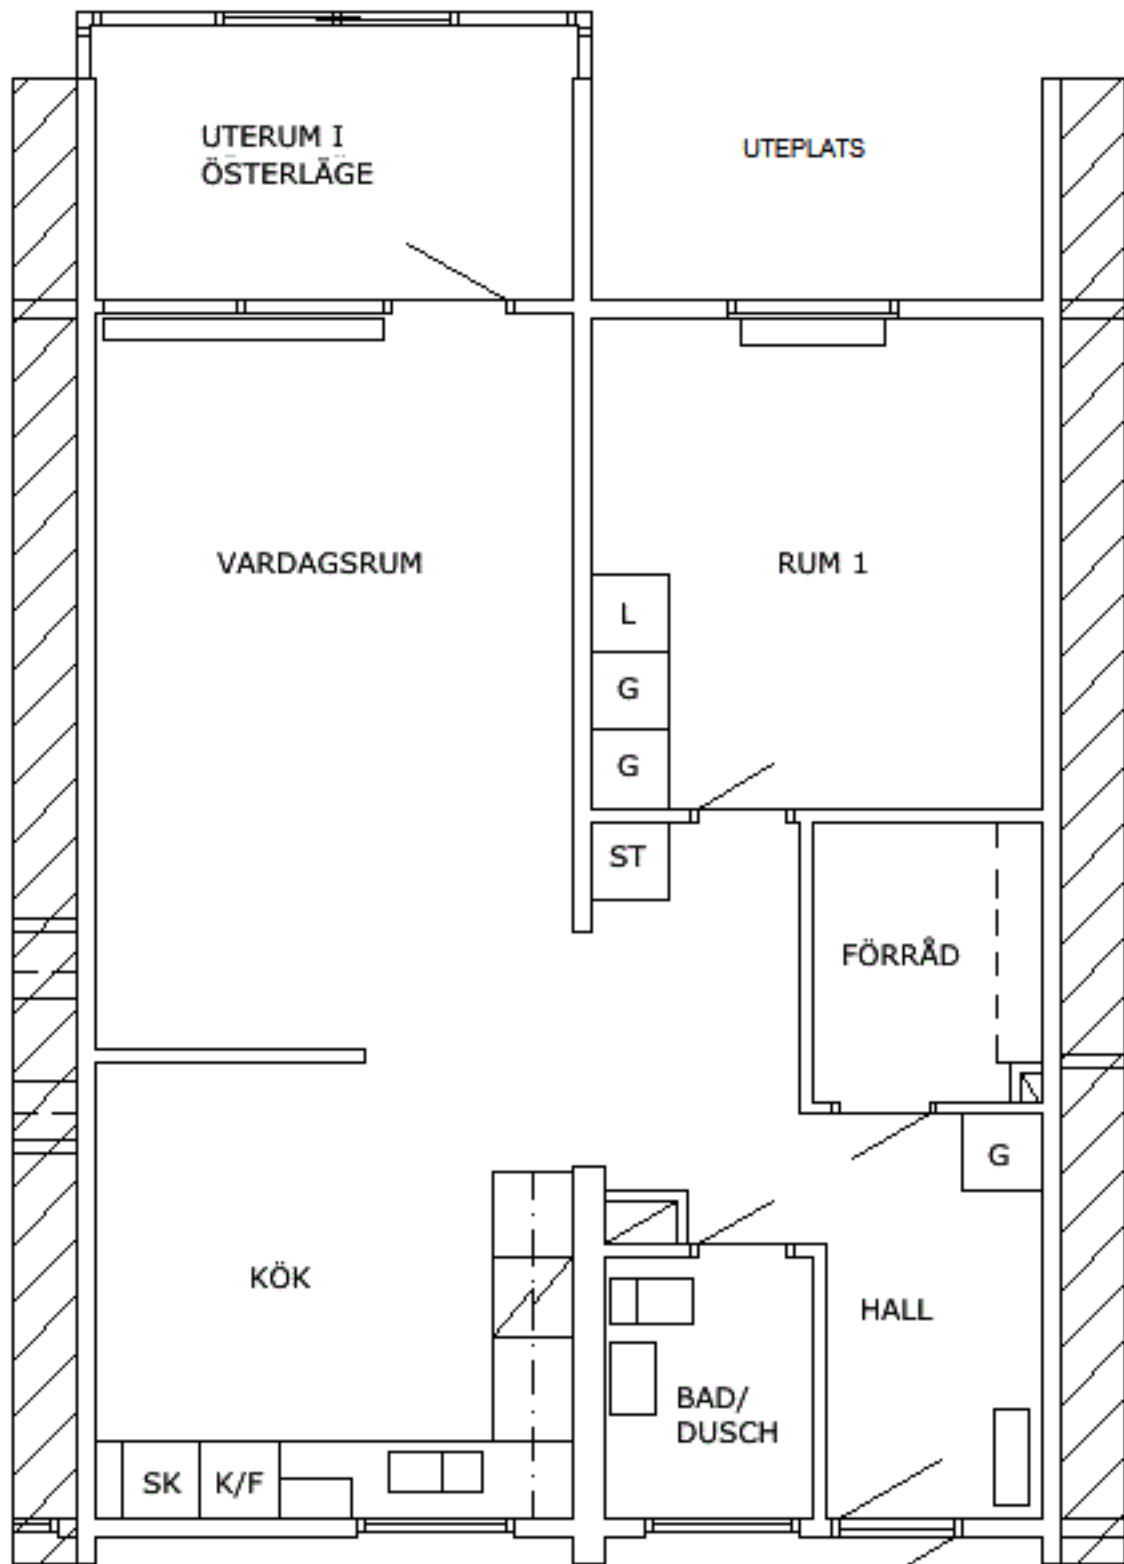 UTERUM I
ÖSTERLÄGE
UTEPLATS
VARDAGSRUM
RUM 1
L
G
G
ST
FÖRRÅD
G
KÖK
HALL
BAD/
DUSCH
SK
K/F